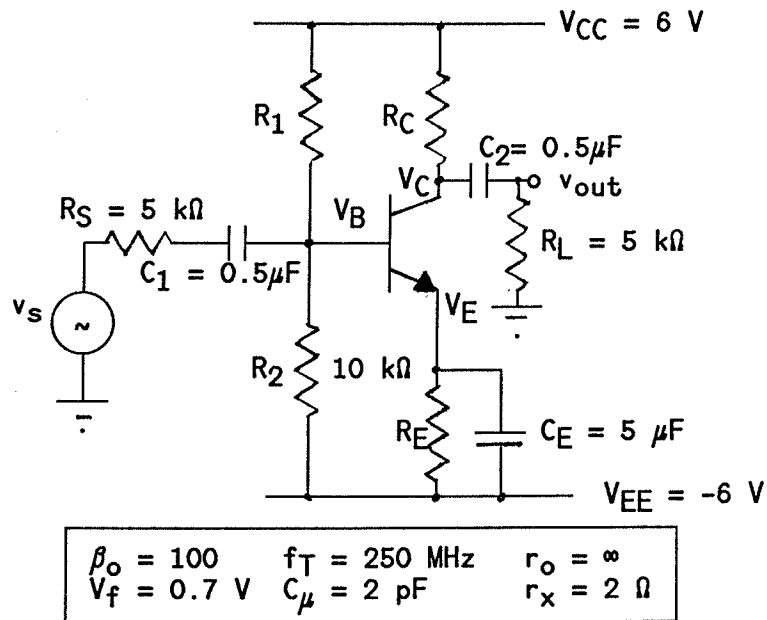 V_CC = 6 V
R_1
R_C
C_2= 0.5μF
V_C
v_out
R_S = 5 kΩ
V_B
R_L = 5 kΩ
C_1 = 0.5μF
v_s
~
V_E
R_2 10 kΩ
R_E
C_E = 5 μF
V_EE = -6 V
β_o = 100 f_T = 250 MHz r_o = ∞
V_f = 0.7 V C_μ = 2 pF r_x = 2 Ω